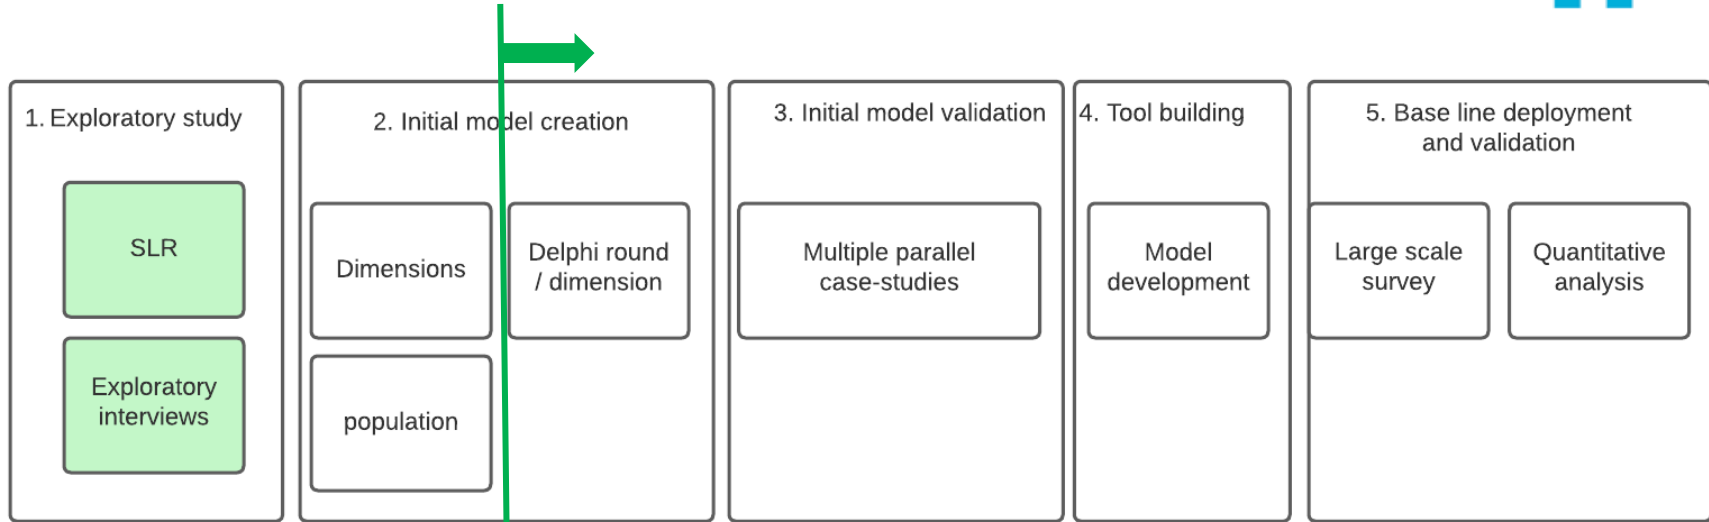 1. Exploratory study
SLR
Exploratory
interviews
2. Initial model creation
Dimensions
Delphi round
/ dimension
population
3. Initial model validation
Multiple parallel
case-studies
4. Tool building
Model
development
5. Base line deployment
and validation
Large scale
survey
Quantitative
analysis